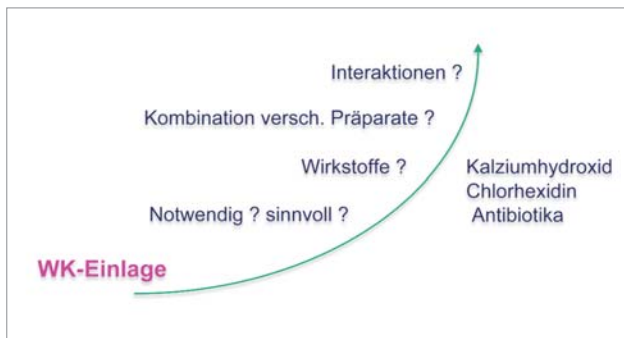 Interaktionen ?
Kombination versch. Präparate ?
Wirkstoffe ?
Notwendig ? sinnvoll ?
Kalziumhydroxid
Chlorhexidin
Antibiotika
WK-Einlage